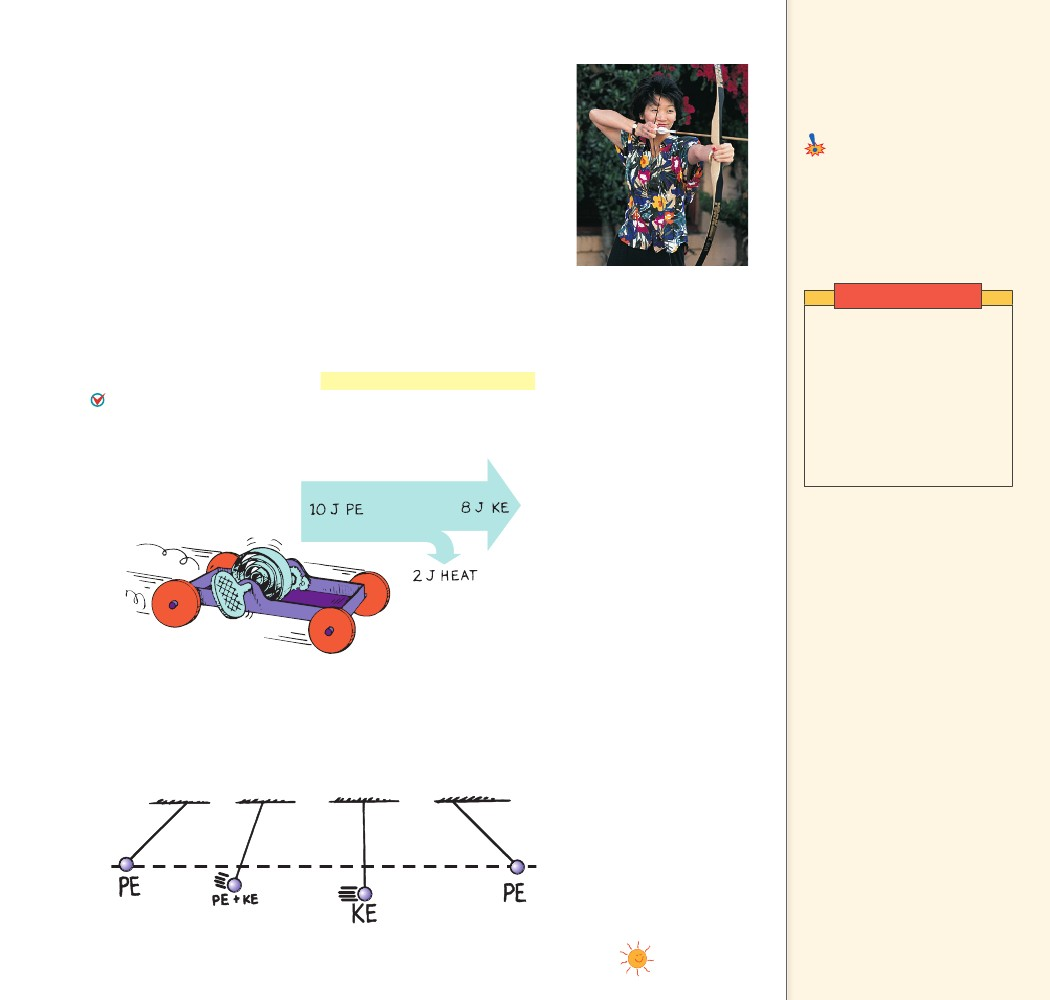 10 J PE
8 J KE
2 J HEAT
PE
PE + KE
KE
PE